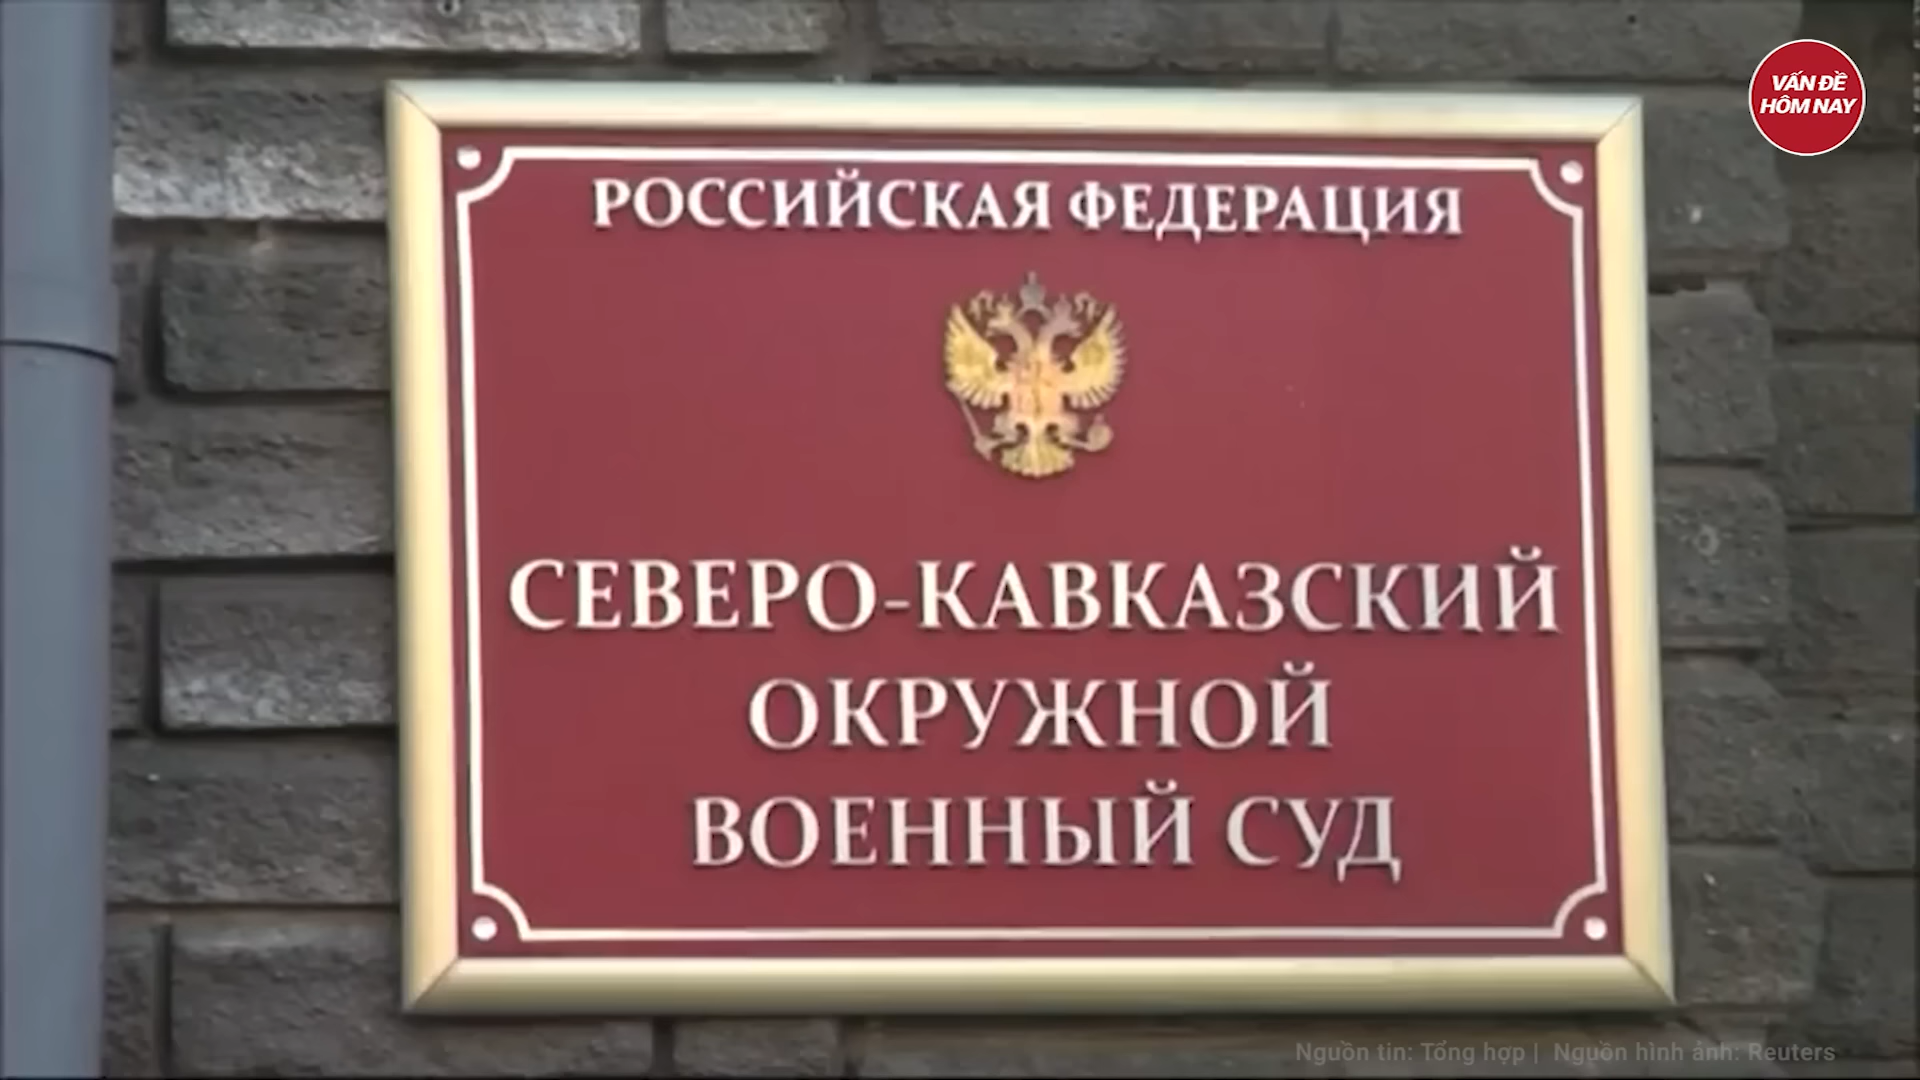 VẤN ĐỀ
HÔM NAY
РОССИЙСКАЯ ФЕДЕРАЦИЯ
СЕВЕРО-КАВКАЗСКИЙ
ОКРУЖНОЙ
ВОЕННЫЙ СУД
Nguồn tin: Tổng hợp | Nguồn hình ảnh: Reuters